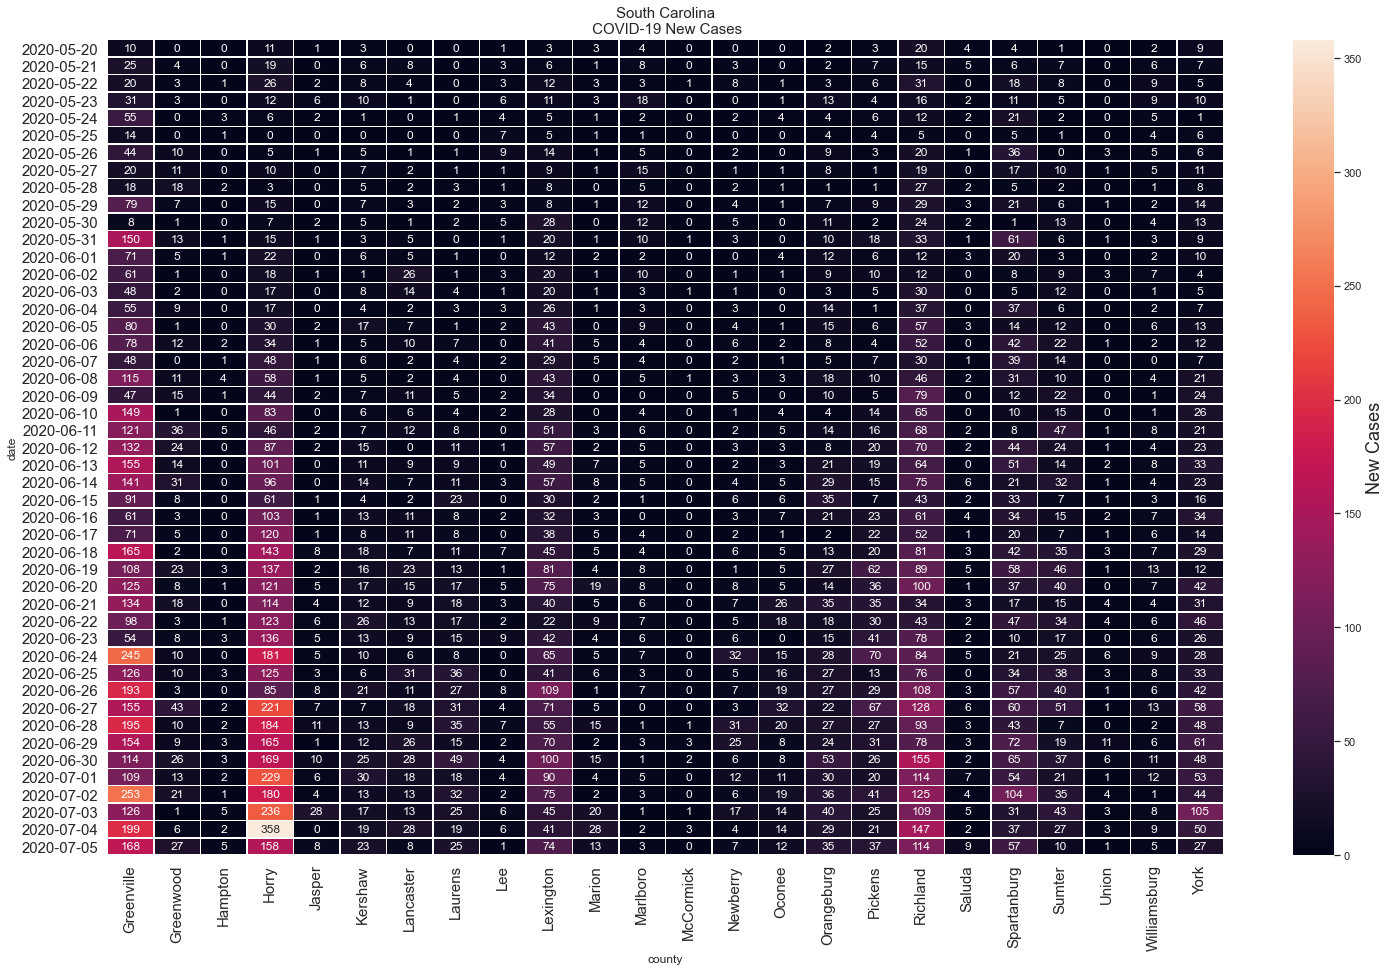 South Carolina
COVID-19 New Cases
2020-05-20 10 0 0 11 1 3 0 0 1 3 3 4 0 0 0 2 3 20 4 4 1 0 2 9
2020-05-21 25 4 0 19 0 6 8 0 3 6 1 8 0 3 0 2 7 15 5 6 7 0 6 7
2020-05-22 20 3 1 26 2 8 4 0 3 12 3 3 1 8 1 3 6 31 0 18 8 0 9 5
2020-05-23 31 3 0 12 6 10 1 0 6 11 3 18 0 0 1 13 4 16 2 11 5 0 9 10
2020-05-24 55 0 3 6 2 1 0 1 4 5 1 2 0 2 4 4 6 12 2 21 2 0 5 1
2020-05-25 14 0 1 0 0 0 0 0 7 5 1 1 0 0 0 4 4 5 0 5 1 0 4 6
2020-05-26 44 10 0 5 1 5 1 1 9 14 1 5 0 2 0 9 3 20 1 36 0 3 5 6
2020-05-27 20 11 0 10 0 7 2 1 1 9 1 15 0 1 1 8 1 19 0 17 10 1 5 11
2020-05-28 18 18 2 3 0 5 2 3 1 8 0 5 0 2 1 1 1 27 2 5 2 0 1 8
2020-05-29 79 7 0 15 0 7 3 2 3 8 1 12 0 4 1 7 9 29 3 21 6 1 2 14
2020-05-30 8 1 0 7 2 5 1 2 5 28 0 12 0 5 0 11 2 24 2 1 13 0 4 13
2020-05-31 150 13 1 15 1 3 5 0 1 20 1 10 1 3 0 10 18 33 1 61 6 1 3 9
2020-06-01 71 5 1 22 0 6 5 1 0 12 2 2 0 0 4 12 6 12 3 20 3 0 2 10
2020-06-02 61 1 0 18 1 1 26 1 3 20 1 10 0 1 1 9 10 12 0 8 9 3 7 4
2020-06-03 48 2 0 17 0 8 14 4 1 20 1 3 1 1 0 3 5 30 0 5 12 0 1 5
2020-06-04 55 9 0 17 0 4 2 3 3 26 1 3 0 3 0 14 1 37 0 37 6 0 2 7
2020-06-05 80 1 0 30 2 17 7 1 2 43 0 9 0 4 1 15 6 57 3 14 12 0 6 13
2020-06-06 78 12 2 34 1 5 10 7 0 41 5 4 0 6 2 8 4 52 0 42 22 1 2 12
2020-06-07 48 0 1 48 1 6 2 4 2 29 5 4 0 2 1 5 7 30 1 39 14 0 0 7
2020-06-08 115 11 4 58 1 5 2 4 0 43 0 5 1 3 3 18 10 46 2 31 10 0 4 21
2020-06-09 47 15 1 44 2 7 11 5 2 34 0 0 0 5 0 10 5 79 0 12 22 0 1 24
2020-06-10 149 1 0 83 0 6 6 4 2 28 0 4 0 1 4 4 14 65 0 10 15 0 1 26
2020-06-11 121 36 5 46 2 7 12 8 0 51 3 6 0 2 5 14 16 68 2 8 47 1 8 21
2020-06-12 132 24 0 87 2 15 0 11 1 57 2 5 0 3 3 8 20 70 2 44 24 1 4 23
2020-06-13 155 14 0 101 0 11 9 9 0 49 7 5 0 2 3 21 19 64 0 51 14 2 8 33
2020-06-14 141 31 0 96 0 14 7 11 3 57 8 5 0 4 5 29 15 75 6 21 32 1 4 23
2020-06-15 91 8 0 61 1 4 2 23 0 30 2 1 0 6 6 35 7 43 2 33 7 1 3 16
2020-06-16 61 3 0 103 1 13 11 8 2 32 3 0 0 3 7 21 23 61 4 34 15 2 7 34
2020-06-17 71 5 0 120 1 8 11 8 0 38 5 4 0 2 1 2 22 52 1 20 7 1 6 14
2020-06-18 165 2 0 143 8 18 7 11 7 45 5 4 0 6 5 13 20 81 3 42 35 3 7 29
2020-06-19 108 23 3 137 2 16 23 13 1 81 4 8 0 1 5 27 62 89 5 58 46 1 13 12
2020-06-20 125 8 1 121 5 17 15 17 5 75 19 8 0 8 5 14 36 100 1 37 40 0 7 42
2020-06-21 134 18 0 114 4 12 9 18 3 40 5 6 0 7 26 35 35 34 3 17 15 4 4 31
2020-06-22 98 3 1 123 6 26 13 17 2 22 9 7 0 5 18 18 30 43 2 47 34 4 6 46
2020-06-23 54 8 3 136 5 13 9 15 9 42 4 6 0 6 0 15 41 78 2 10 17 0 6 26
2020-06-24 245 10 0 181 5 10 6 8 0 65 5 7 0 32 15 28 70 84 5 21 25 6 9 28
2020-06-25 126 10 3 125 3 6 31 36 0 41 6 3 0 5 16 27 13 76 0 34 38 3 8 33
2020-06-26 193 3 0 85 8 21 11 27 8 109 1 7 0 7 19 27 29 108 3 57 40 1 6 42
2020-06-27 155 43 2 221 7 7 18 31 4 71 5 0 0 3 32 22 67 128 6 60 51 1 13 58
2020-06-28 195 10 2 184 11 13 9 35 7 55 15 1 1 31 20 27 27 93 3 43 7 0 2 48
2020-06-29 154 9 3 165 1 12 26 15 2 70 2 3 3 25 8 24 31 78 3 72 19 11 6 61
2020-06-30 114 26 3 169 10 25 28 49 4 100 15 1 2 6 8 53 26 155 2 65 37 6 11 48
2020-07-01 109 13 2 229 6 30 18 18 4 90 4 5 0 12 11 30 20 114 7 54 21 1 12 53
2020-07-02 253 21 1 180 4 13 13 32 2 75 2 3 0 6 19 36 41 125 4 104 35 4 1 44
2020-07-03 126 1 5 236 28 17 13 25 6 45 20 1 1 17 14 40 25 109 5 31 43 3 8 105
2020-07-04 199 6 2 358 0 19 28 19 6 41 28 2 3 4 14 29 21 147 2 37 27 3 9 50
2020-07-05 168 27 5 158 8 23 8 25 1 74 13 3 0 7 12 35 37 114 9 57 10 1 5 27
date
Greenville Greenwood Hampton Horry Jasper Kershaw Lancaster Laurens Lee Lexington Marion Marlboro McCormick Newberry Oconee Orangeburg Pickens Richland Saluda Spartanburg Sumter Union Williamsburg York
county
350
300
250
200
150
100
50
0
New Cases